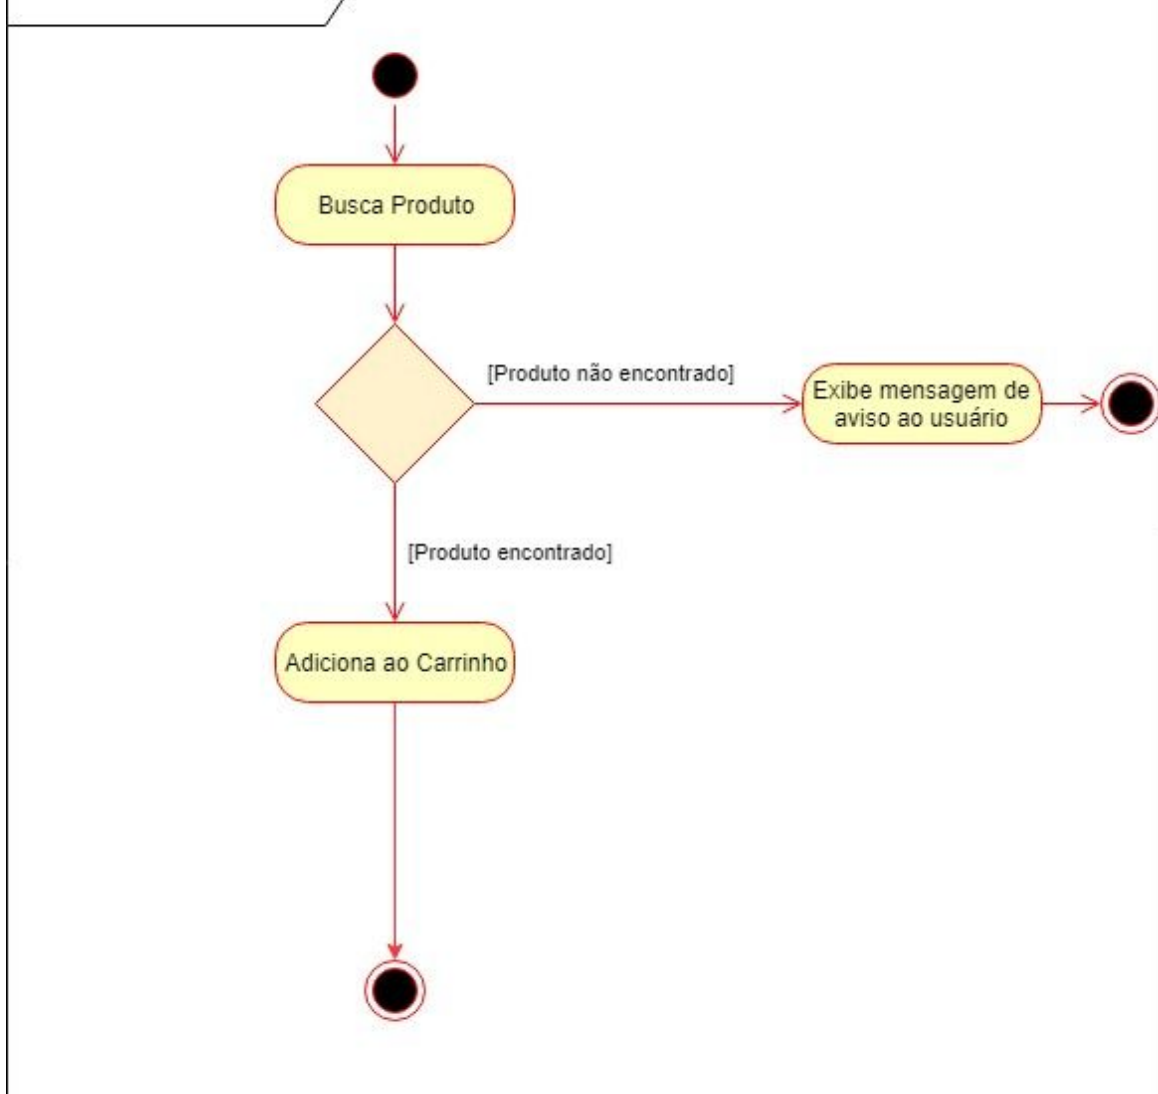 Busca Produto
[Produto não encontrado]
Exibe mensagem de
aviso ao usuário
[Produto encontrado]
Adiciona ao Carrinho